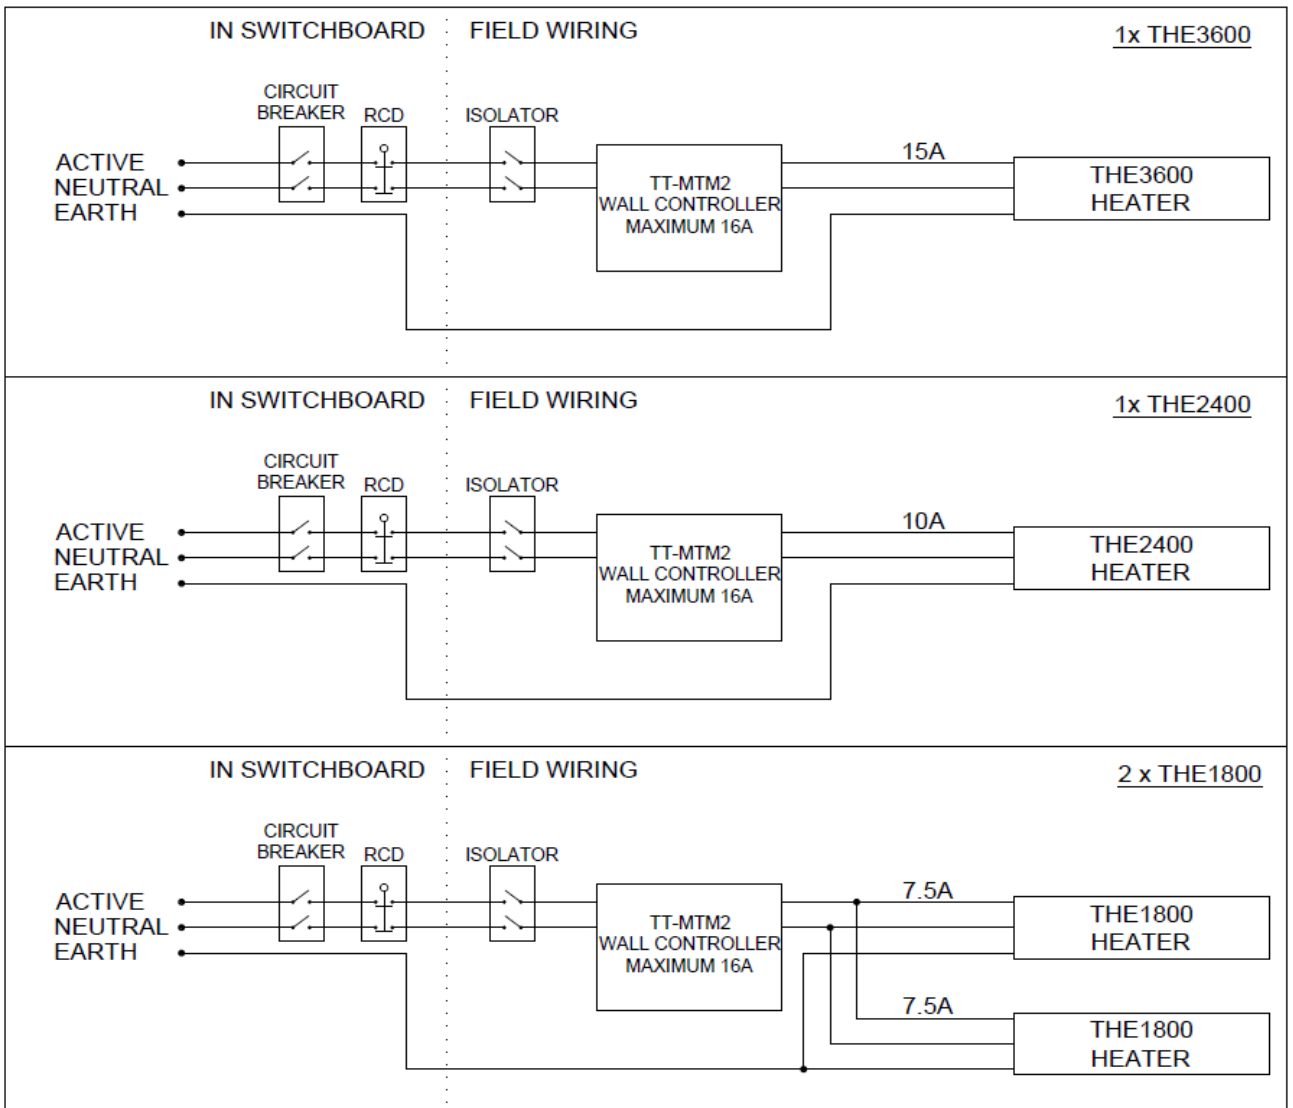 IN SWITCHBOARD FIELD WIRING 1x THE3600
CIRCUIT
BREAKER RCD ISOLATOR
ACTIVE 15A
NEUTRAL
EARTH
TT-MTM2
WALL CONTROLLER
MAXIMUM 16A
THE3600
HEATER
IN SWITCHBOARD FIELD WIRING 1x THE2400
CIRCUIT
BREAKER RCD ISOLATOR
ACTIVE 10A
NEUTRAL
EARTH
TT-MTM2
WALL CONTROLLER
MAXIMUM 16A
THE2400
HEATER
IN SWITCHBOARD FIELD WIRING 2 x THE1800
CIRCUIT
BREAKER RCD ISOLATOR
ACTIVE 7.5A
NEUTRAL
EARTH
TT-MTM2
WALL CONTROLLER
MAXIMUM 16A
THE1800
HEATER
7.5A
THE1800
HEATER